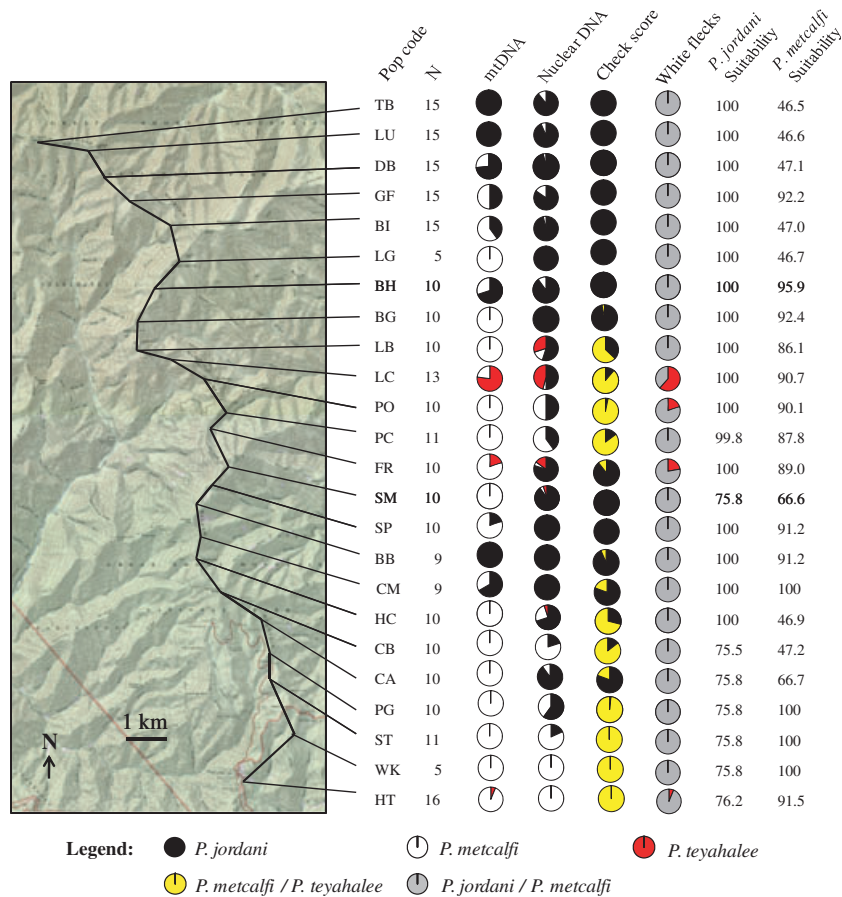 Pop code N mtDNA Nuclear DNA Check score White flecks P. jordani Suitability P. metcalfi Suitability
TB 15 100 46.5
LU 15 100 46.6
DB 15 100 47.1
GF 15 100 92.2
BI 15 100 47.0
LG 5 100 46.7
BH 10 100 95.9
BG 10 100 92.4
LB 10 100 86.1
LC 13 100 90.7
PO 10 100 90.1
PC 11 99.8 87.8
FR 10 100 89.0
SM 10 75.8 66.6
SP 10 100 91.2
BB 9 100 91.2
CM 9 100 100
HC 10 100 46.9
CB 10 75.5 47.2
CA 10 75.8 66.7
PG 10 75.8 100
ST 11 75.8 100
WK 5 75.8 100
HT 16 76.2 91.5
1 km
N
Legend: P. jordani P. metcalfi P. teyahalee
P. metcalfi / P. teyahalee P. jordani / P. metcalfi